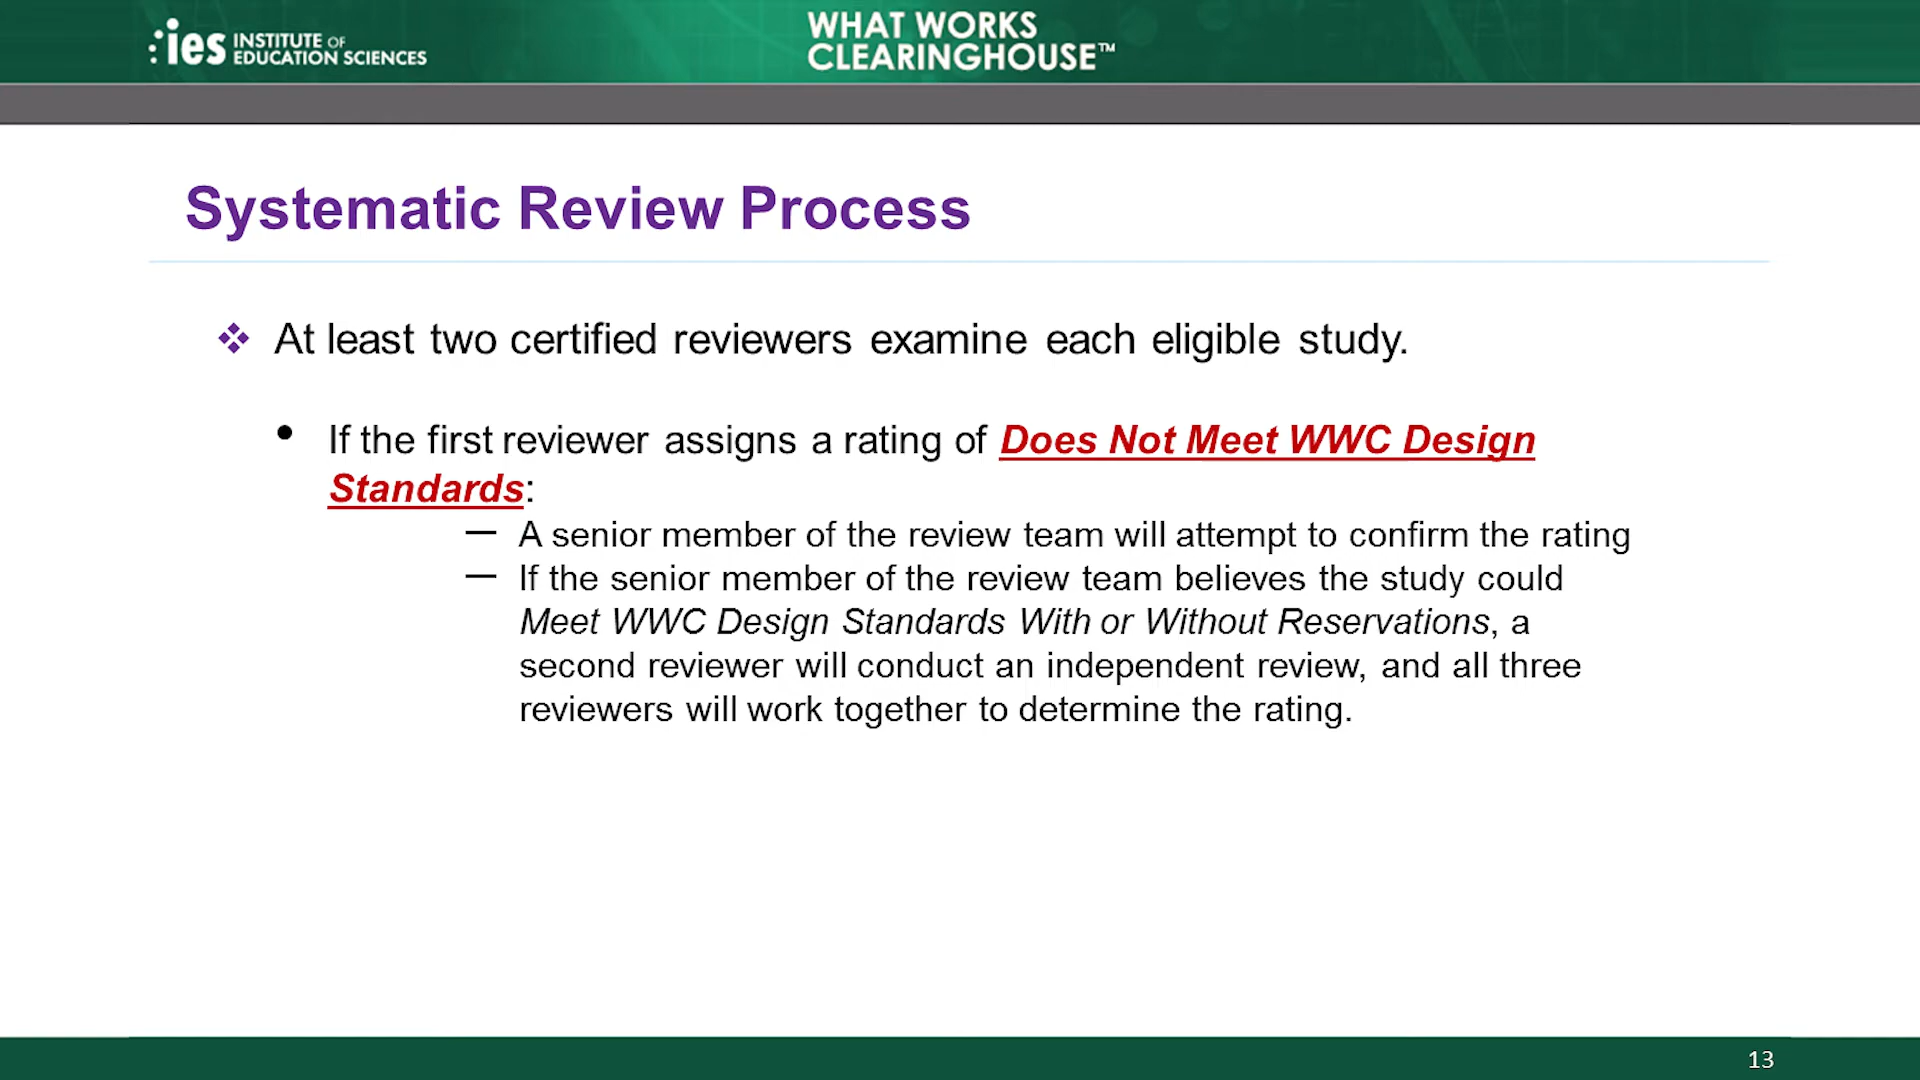 ies INSTITUTE OF
EDUCATION SCIENCES
WHAT WORKS
CLEARINGHOUSE™
Systematic Review Process
❖ At least two certified reviewers examine each eligible study.
• If the first reviewer assigns a rating of Does Not Meet WWC Design
Standards:
— A senior member of the review team will attempt to confirm the rating
— If the senior member of the review team believes the study could
Meet WWC Design Standards With or Without Reservations, a
second reviewer will conduct an independent review, and all three
reviewers will work together to determine the rating.
13